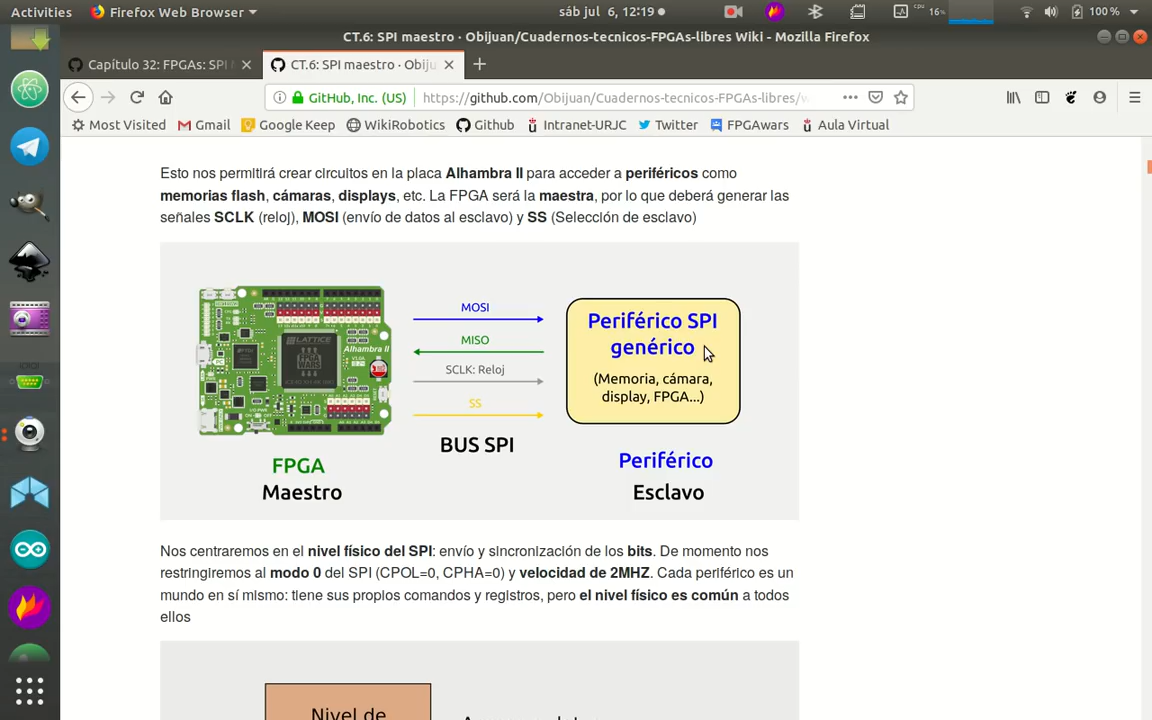 Activities
Firefox Web Browser
sáb jul 6, 12:19
cpu
16%
100 %
CT.6: SPI maestro · Obijuan/Cuadernos-tecnicos-FPGAs-libres Wiki - Mozilla Firefox
Capítulo 32: FPGAs: SPI
CT.6: SPI maestro · Obiju
GitHub, Inc. (US)
https://github.com/Obijuan/Cuadernos-tecnicos-FPGAs-libres/w
Most Visited
Gmail
Google Keep
WikiRobotics
Github
Intranet-URJC
Twitter
FPGAwars
Aula Virtual
Esto nos permitirá crear circuitos en la placa Alhambra II para acceder a periféricos como
memorias flash, cámaras, displays, etc. La FPGA será la maestra, por lo que deberá generar las
señales SCLK (reloj), MOSI (envío de datos al esclavo) y SS (Selección de esclavo)
LATTICE
Alhambra II
MOSI
MISO
SCLK: Reloj
SS
BUS SPI
Periférico SPI
genérico
(Memoria, cámara,
display, FPGA...)
FPGA
Maestro
Periférico
Esclavo
Nos centraremos en el nivel físico del SPI: envío y sincronización de los bits. De momento nos
restringiremos al modo 0 del SPI (CPOL=0, CPHA=0) y velocidad de 2MHZ. Cada periférico es un
mundo en sí mismo: tiene sus propios comandos y registros, pero el nivel físico es común a todos
ellos
Nivel de